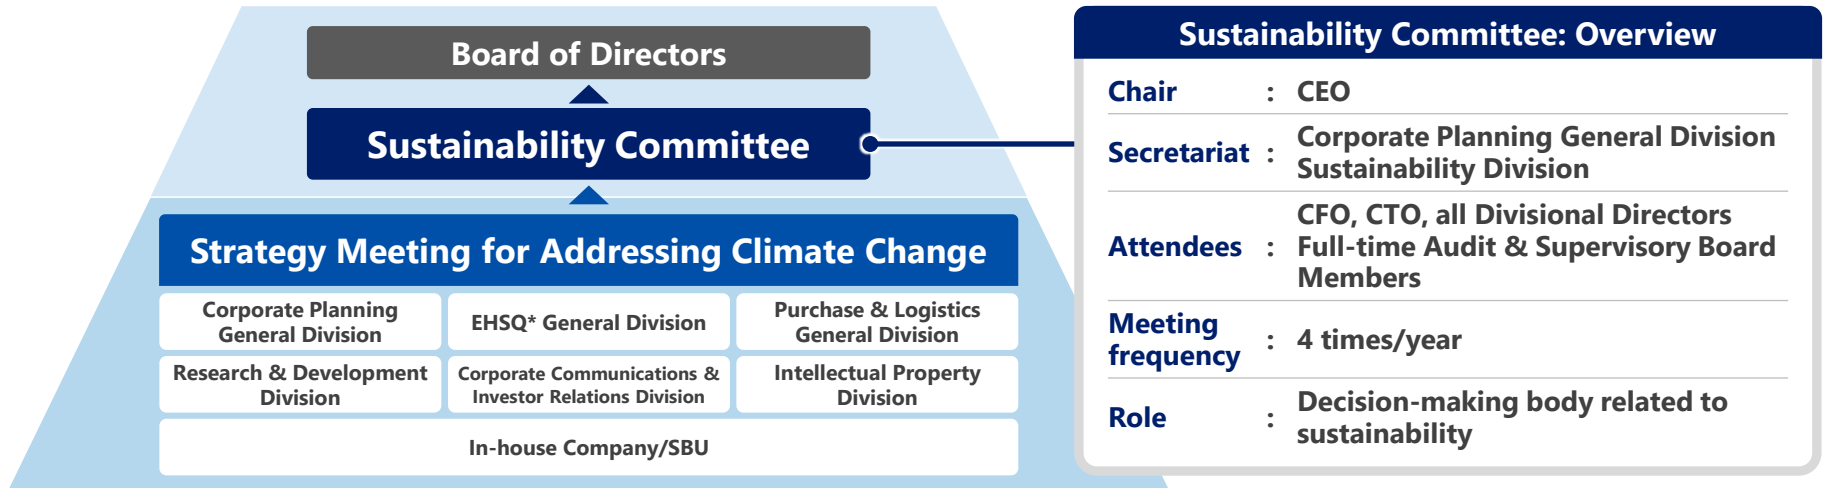 Board of Directors
Sustainability Committee
Strategy Meeting for Addressing Climate Change
Corporate Planning
General Division
EHSQ* General Division
Purchase & Logistics
General Division
Research & Development
Division
Corporate Communications &
Investor Relations Division
Intellectual Property
Division
In-house Company/SBU
Sustainability Committee: Overview
Chair : CEO
Secretariat : Corporate Planning General Division
Sustainability Division
Attendees : CFO, CTO, all Divisional Directors
Full-time Audit & Supervisory Board
Members
Meeting
frequency : 4 times/year
Role : Decision-making body related to
sustainability